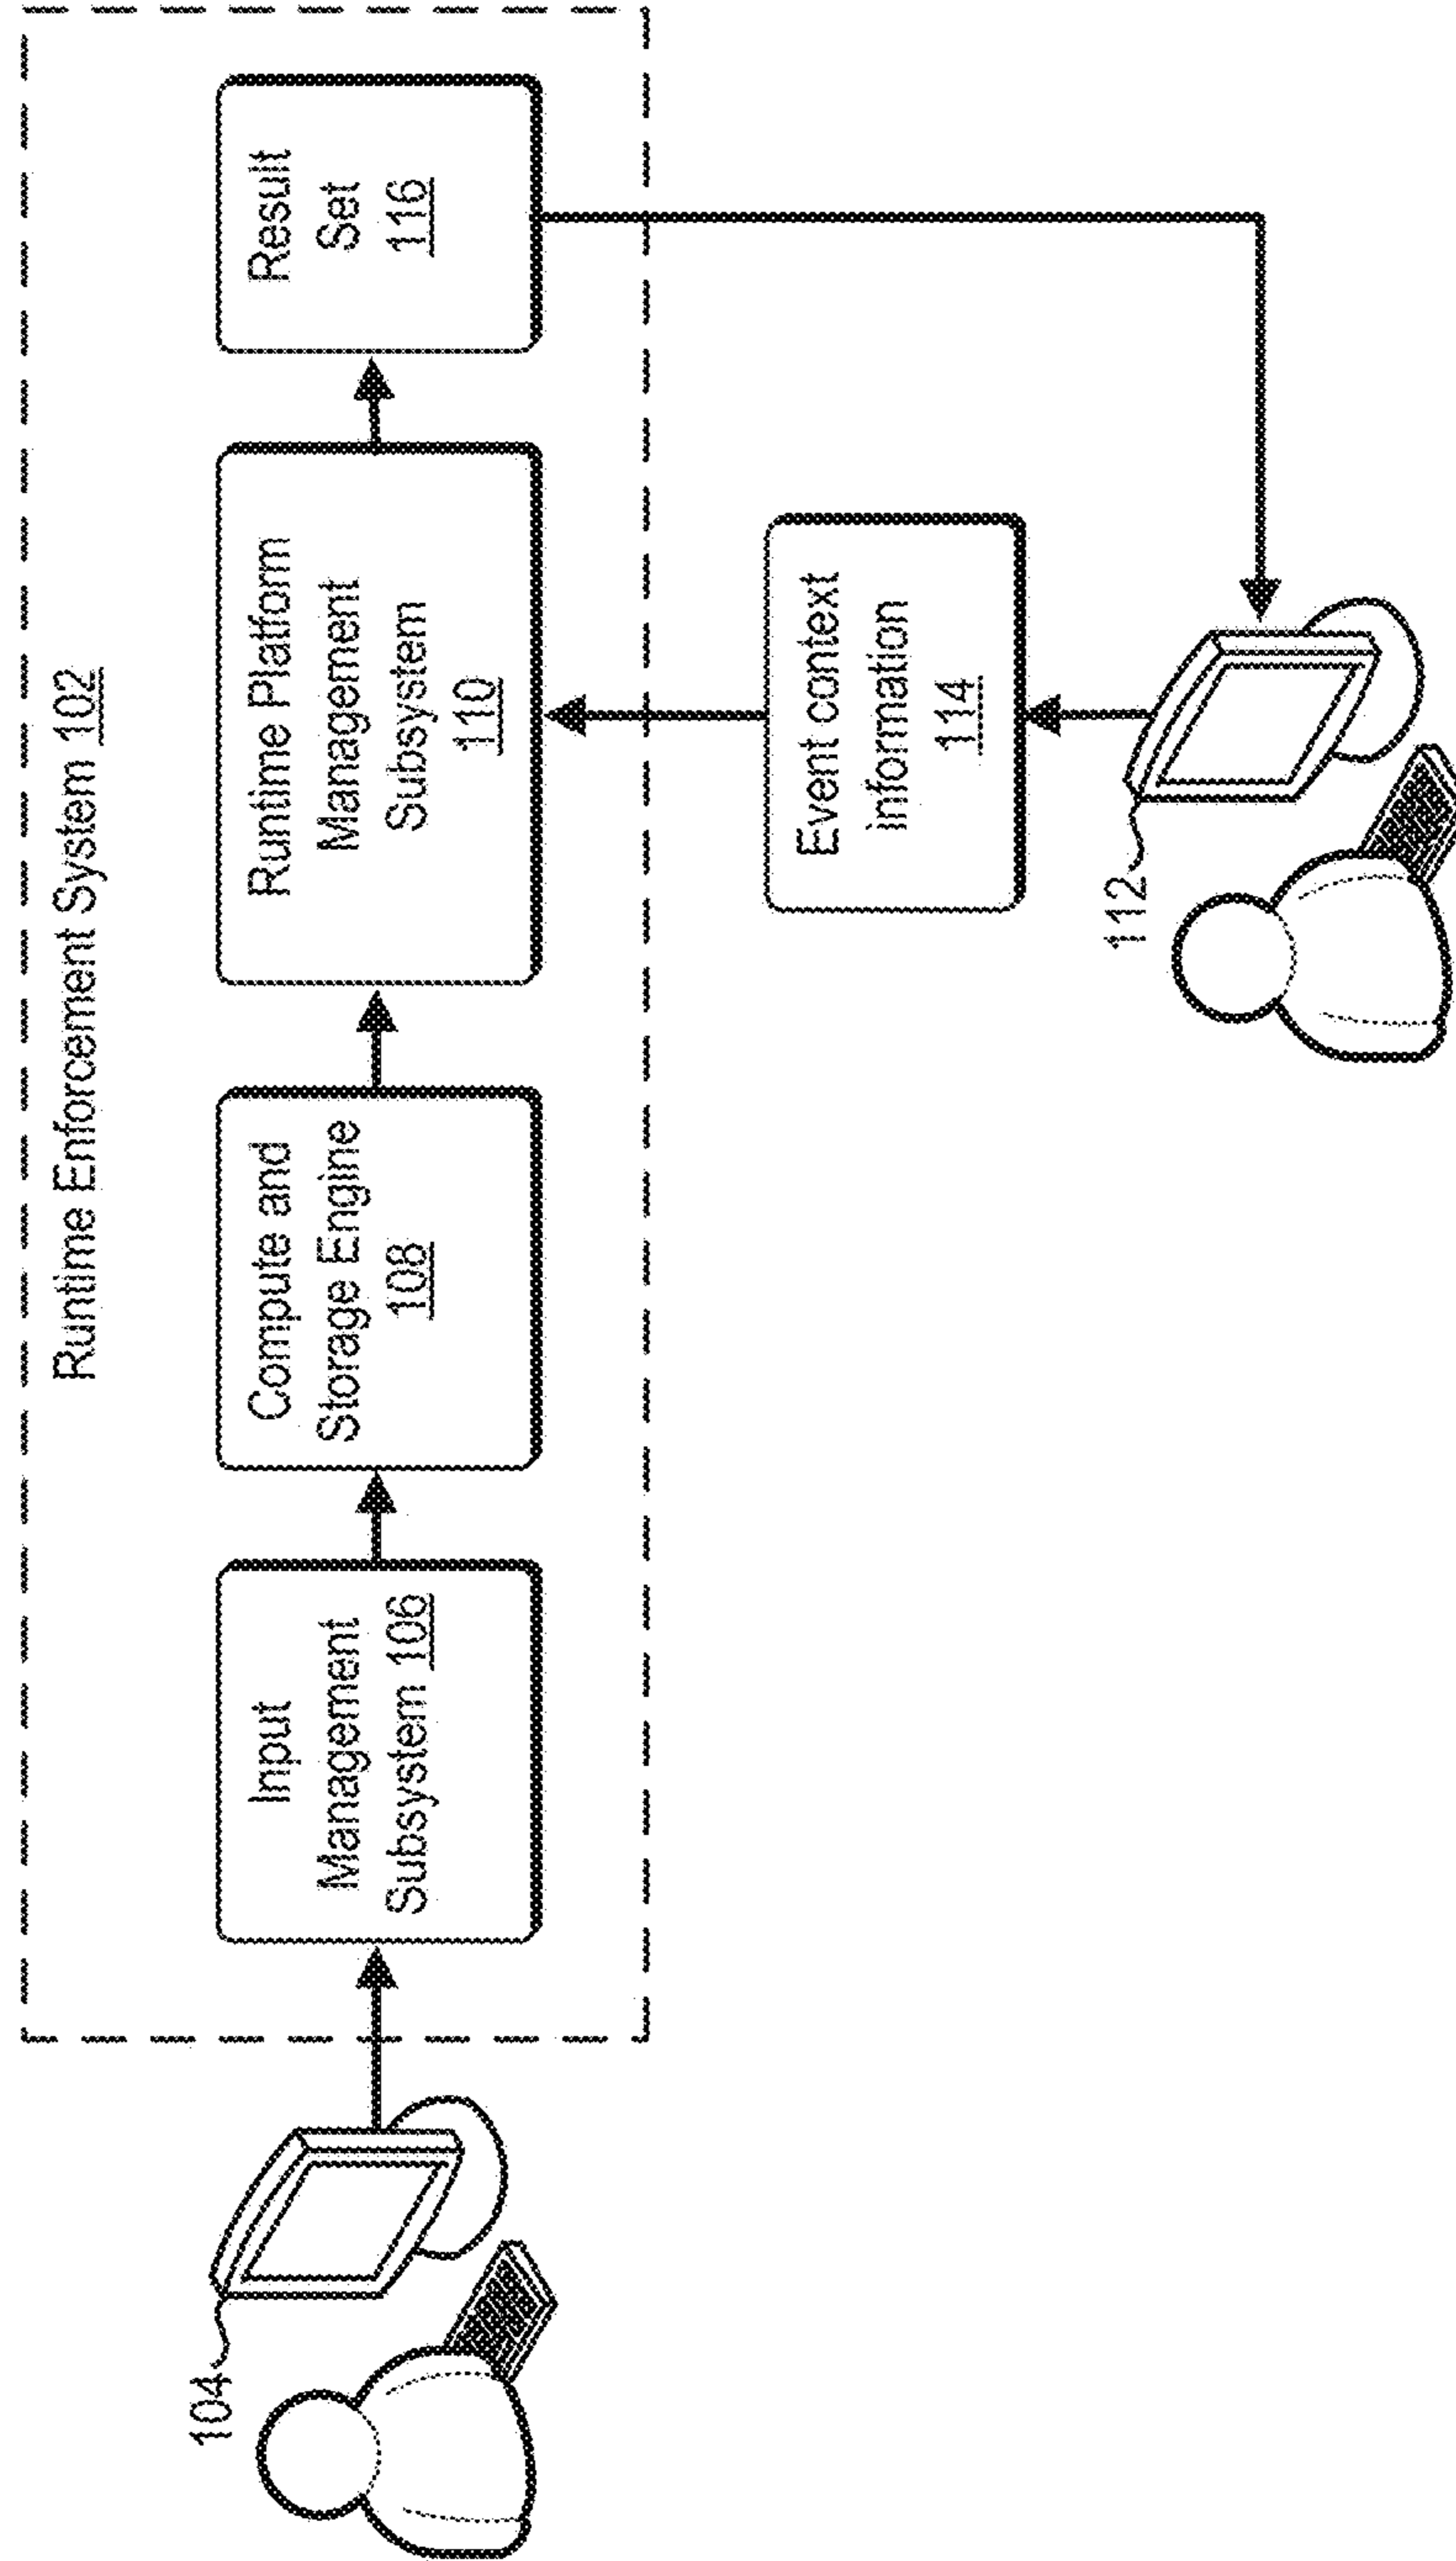 Runtime Enforcement System 102
104
Input
Management
Subsystem 106
Compute and
Storage Engine
108
Runtime Platform
Management
Subsystem
110
Result
Set
116
Event context
information
114
112